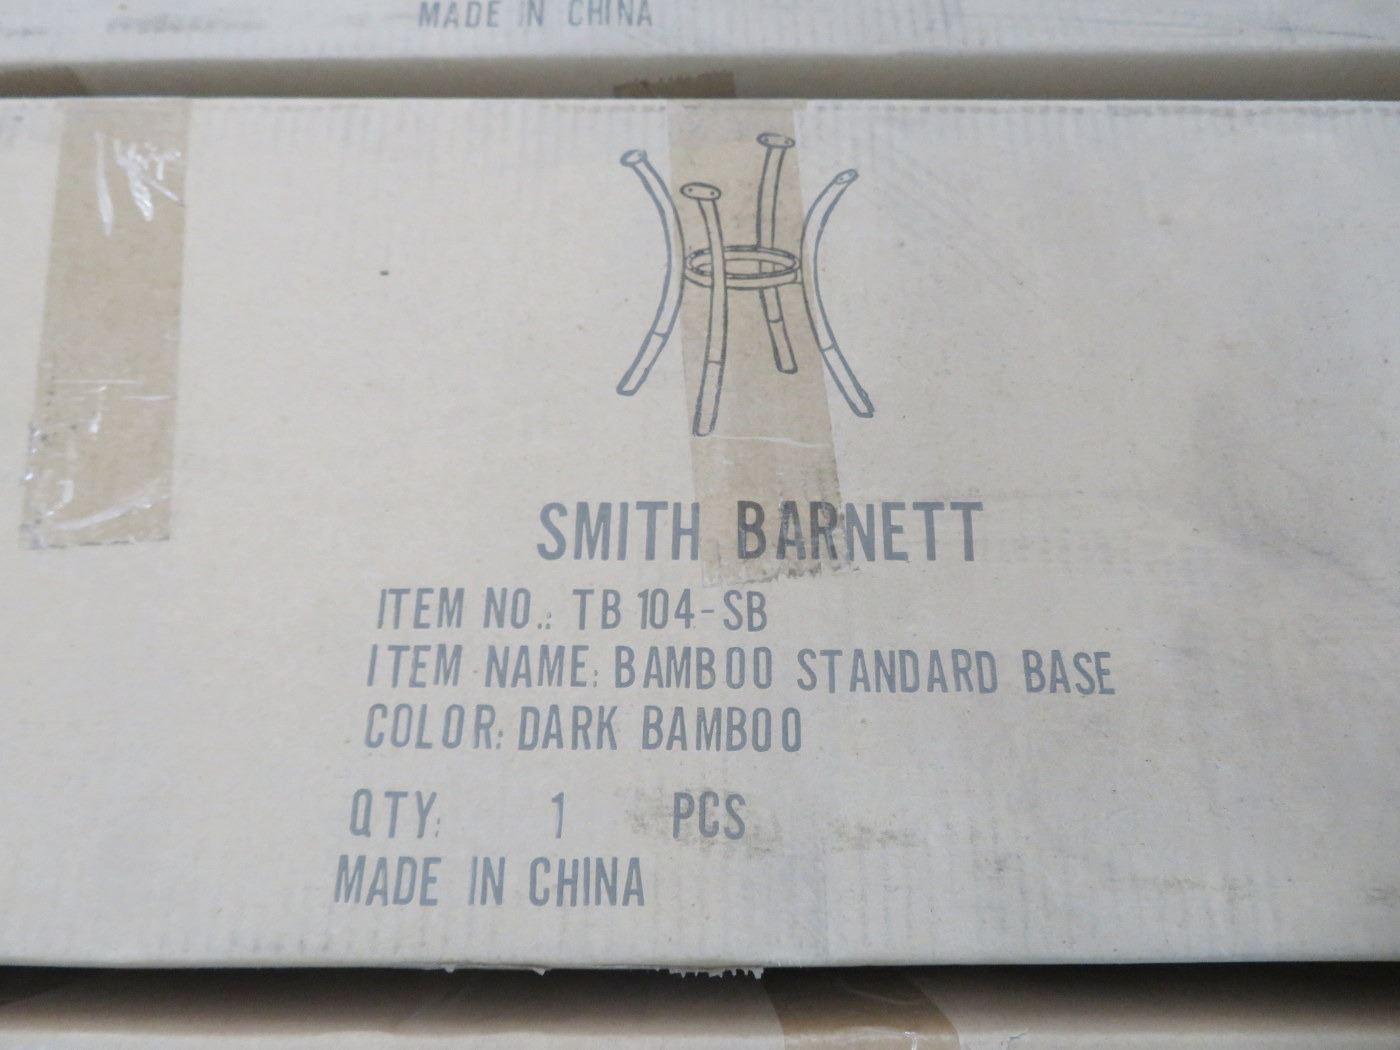 MADE IN CHINA
SMITH BARNETT
ITEM NO.: TB 104-SB
ITEM NAME: BAMBOO STANDARD BASE
COLOR: DARK BAMBOO
QTY: 1 PCS
MADE IN CHINA